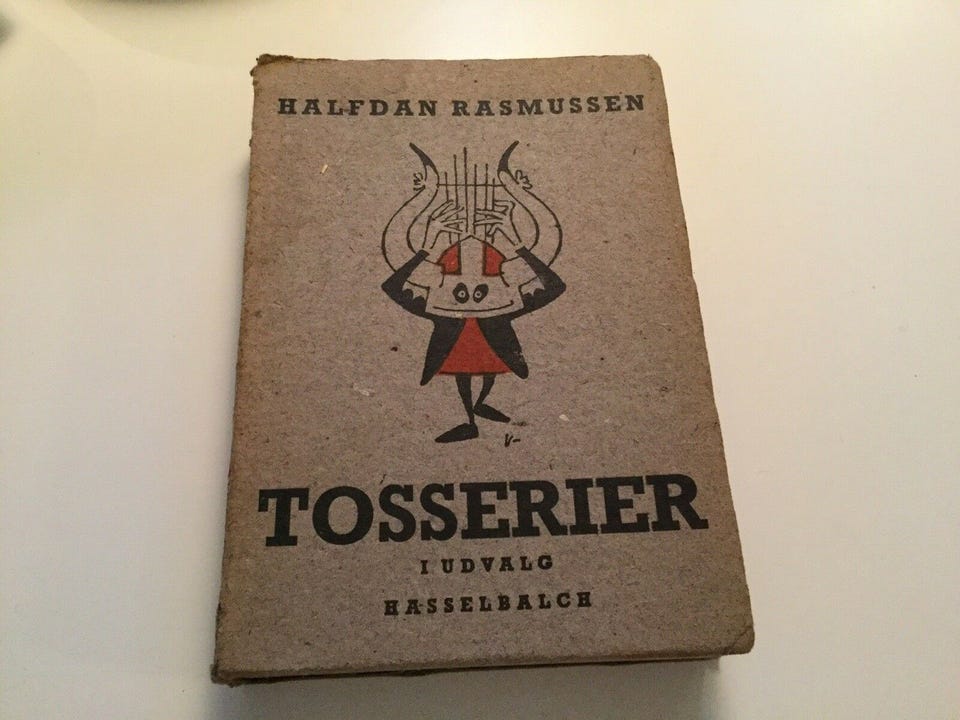 HALFDAN RASMUSSEN
V-
TOSSERIER
I UDVALG
HASSELBALCH